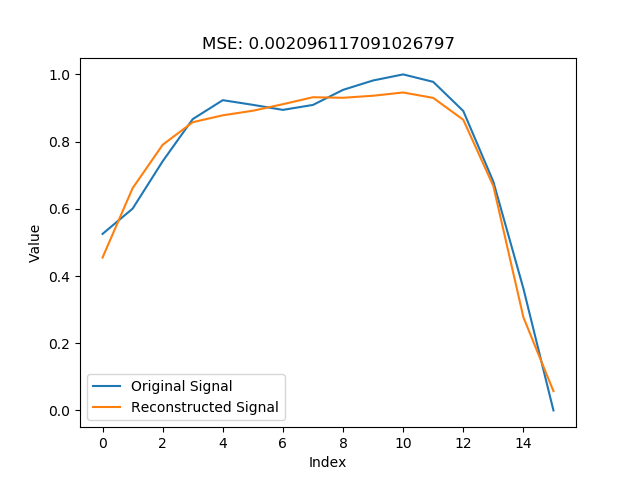 MSE: 0.002096117091026797
Value
1.0
0.8
0.6
0.4
0.2
0.0
Original Signal
Reconstructed Signal
0 2 4 6 8 10 12 14
Index